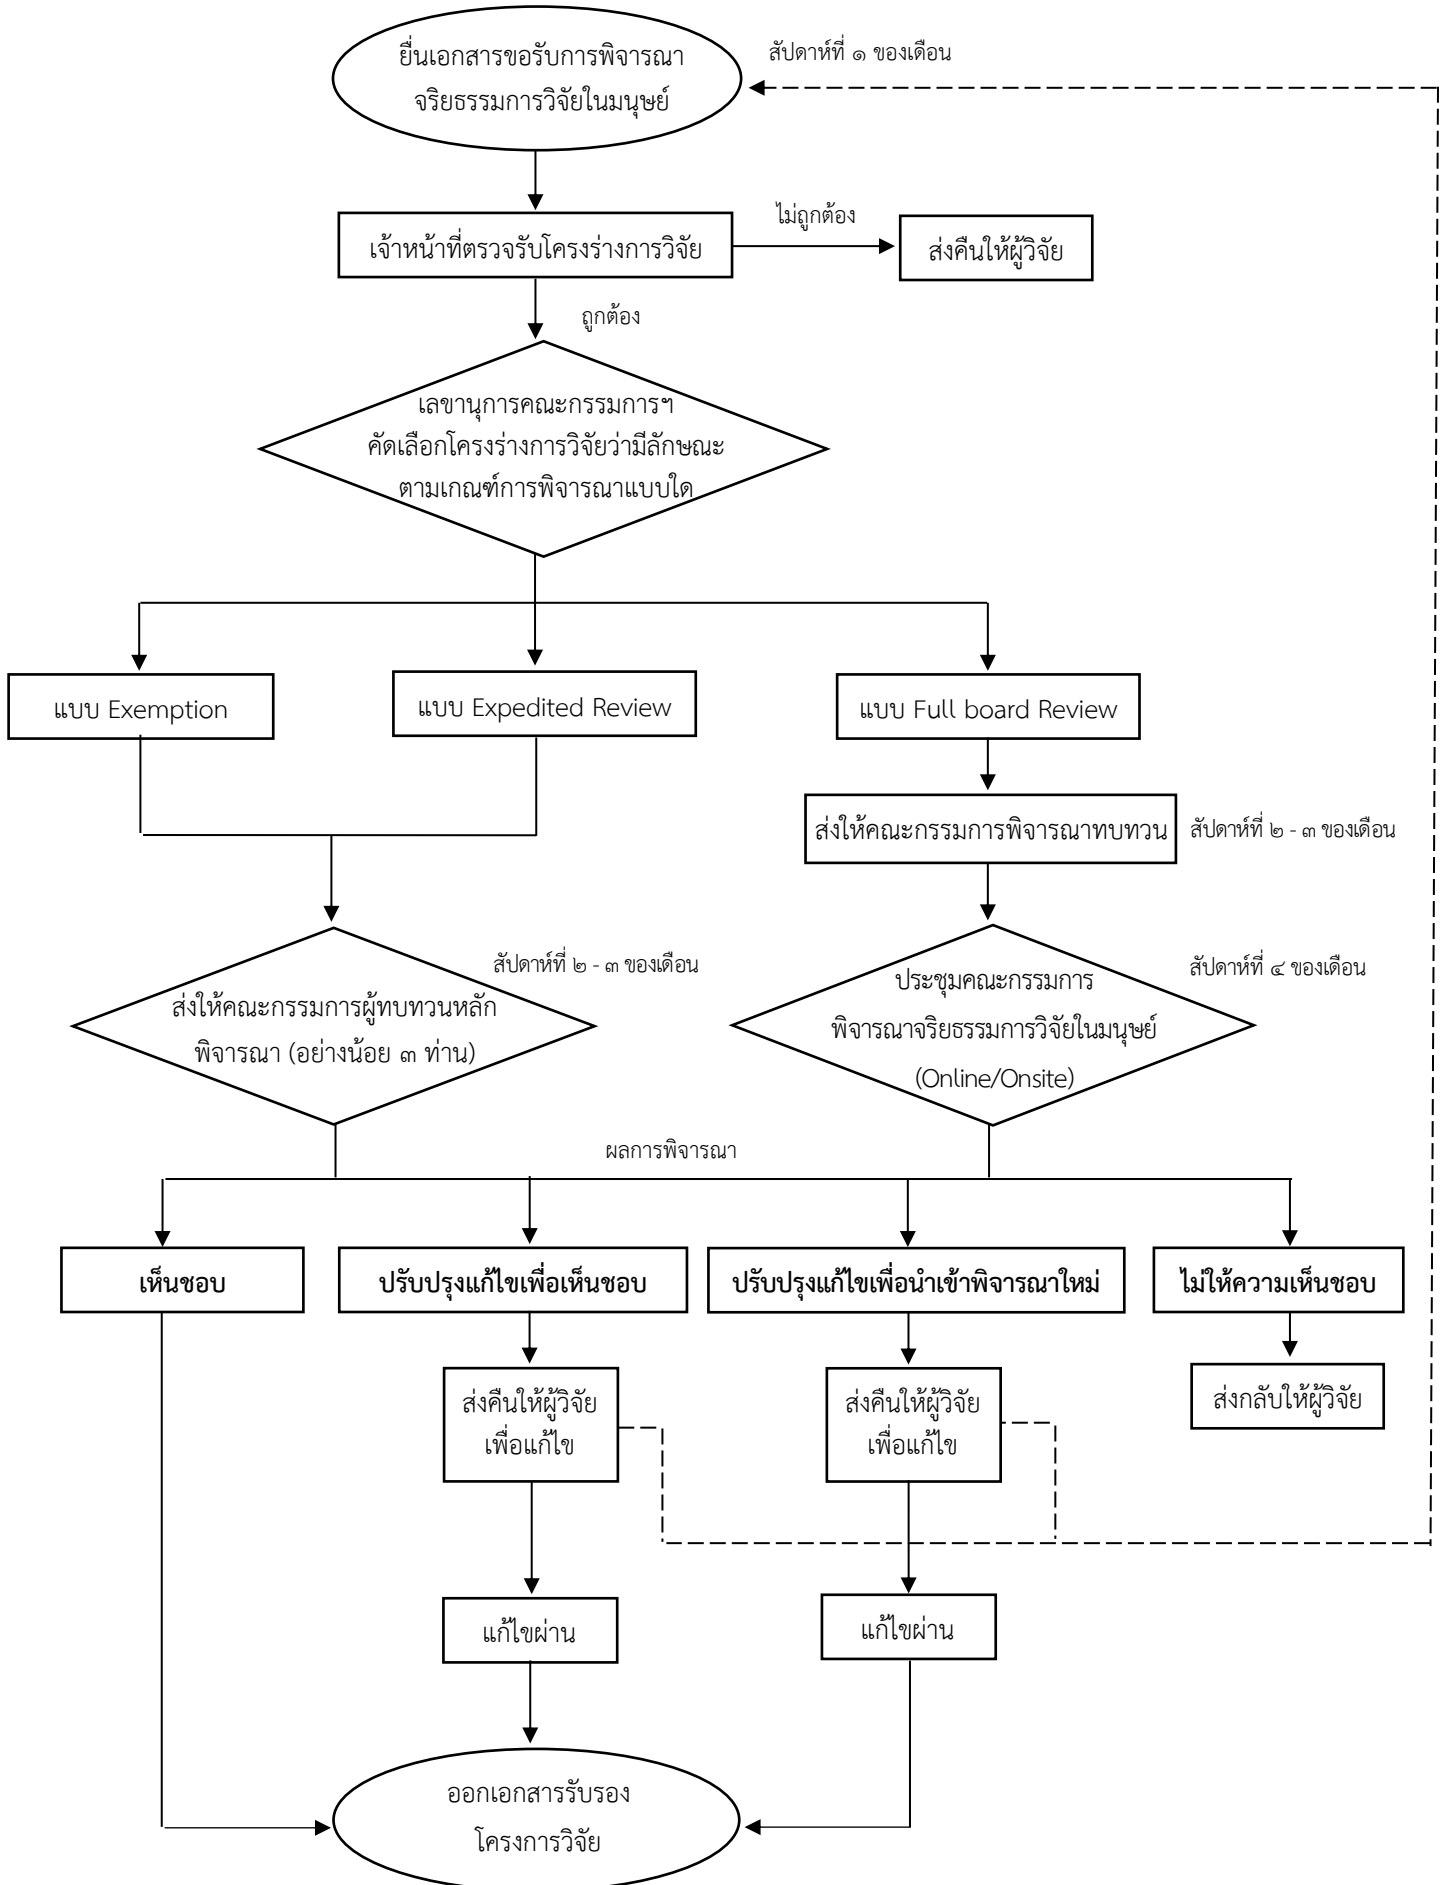 ยื่นเอกสารขอรับการพิจารณา
จริยธรรมการวิจัยในมนุษย์
สัปดาห์ที่ ๑ ของเดือน
เจ้าหน้าที่ตรวจรับโครงร่างการวิจัย
ไม่ถูกต้อง
ส่งคืนให้ผู้วิจัย
ถูกต้อง
เลขานุการคณะกรรมการฯ
คัดเลือกโครงร่างการวิจัยว่ามีลักษณะ
ตามเกณฑ์การพิจารณาแบบใด
แบบ Exemption
แบบ Expedited Review
แบบ Full board Review
ส่งให้คณะกรรมการพิจารณาทบทวน
สัปดาห์ที่ ๒ - ๓ ของเดือน
สัปดาห์ที่ ๒ - ๓ ของเดือน
ส่งให้คณะกรรมการผู้ทบทวนหลัก
พิจารณา (อย่างน้อย ๓ ท่าน)
สัปดาห์ที่ ๔ ของเดือน
ประชุมคณะกรรมการ
พิจารณาจริยธรรมการวิจัยในมนุษย์
(Online/Onsite)
ผลการพิจารณา
เห็นชอบ
ปรับปรุงแก้ไขเพื่อเห็นชอบ
ปรับปรุงแก้ไขเพื่อนำเข้าพิจารณาใหม่
ไม่ให้ความเห็นชอบ
ส่งคืนให้ผู้วิจัย
เพื่อแก้ไข
ส่งคืนให้ผู้วิจัย
เพื่อแก้ไข
ส่งกลับให้ผู้วิจัย
แก้ไขผ่าน
แก้ไขผ่าน
ออกเอกสารรับรอง
โครงการวิจัย